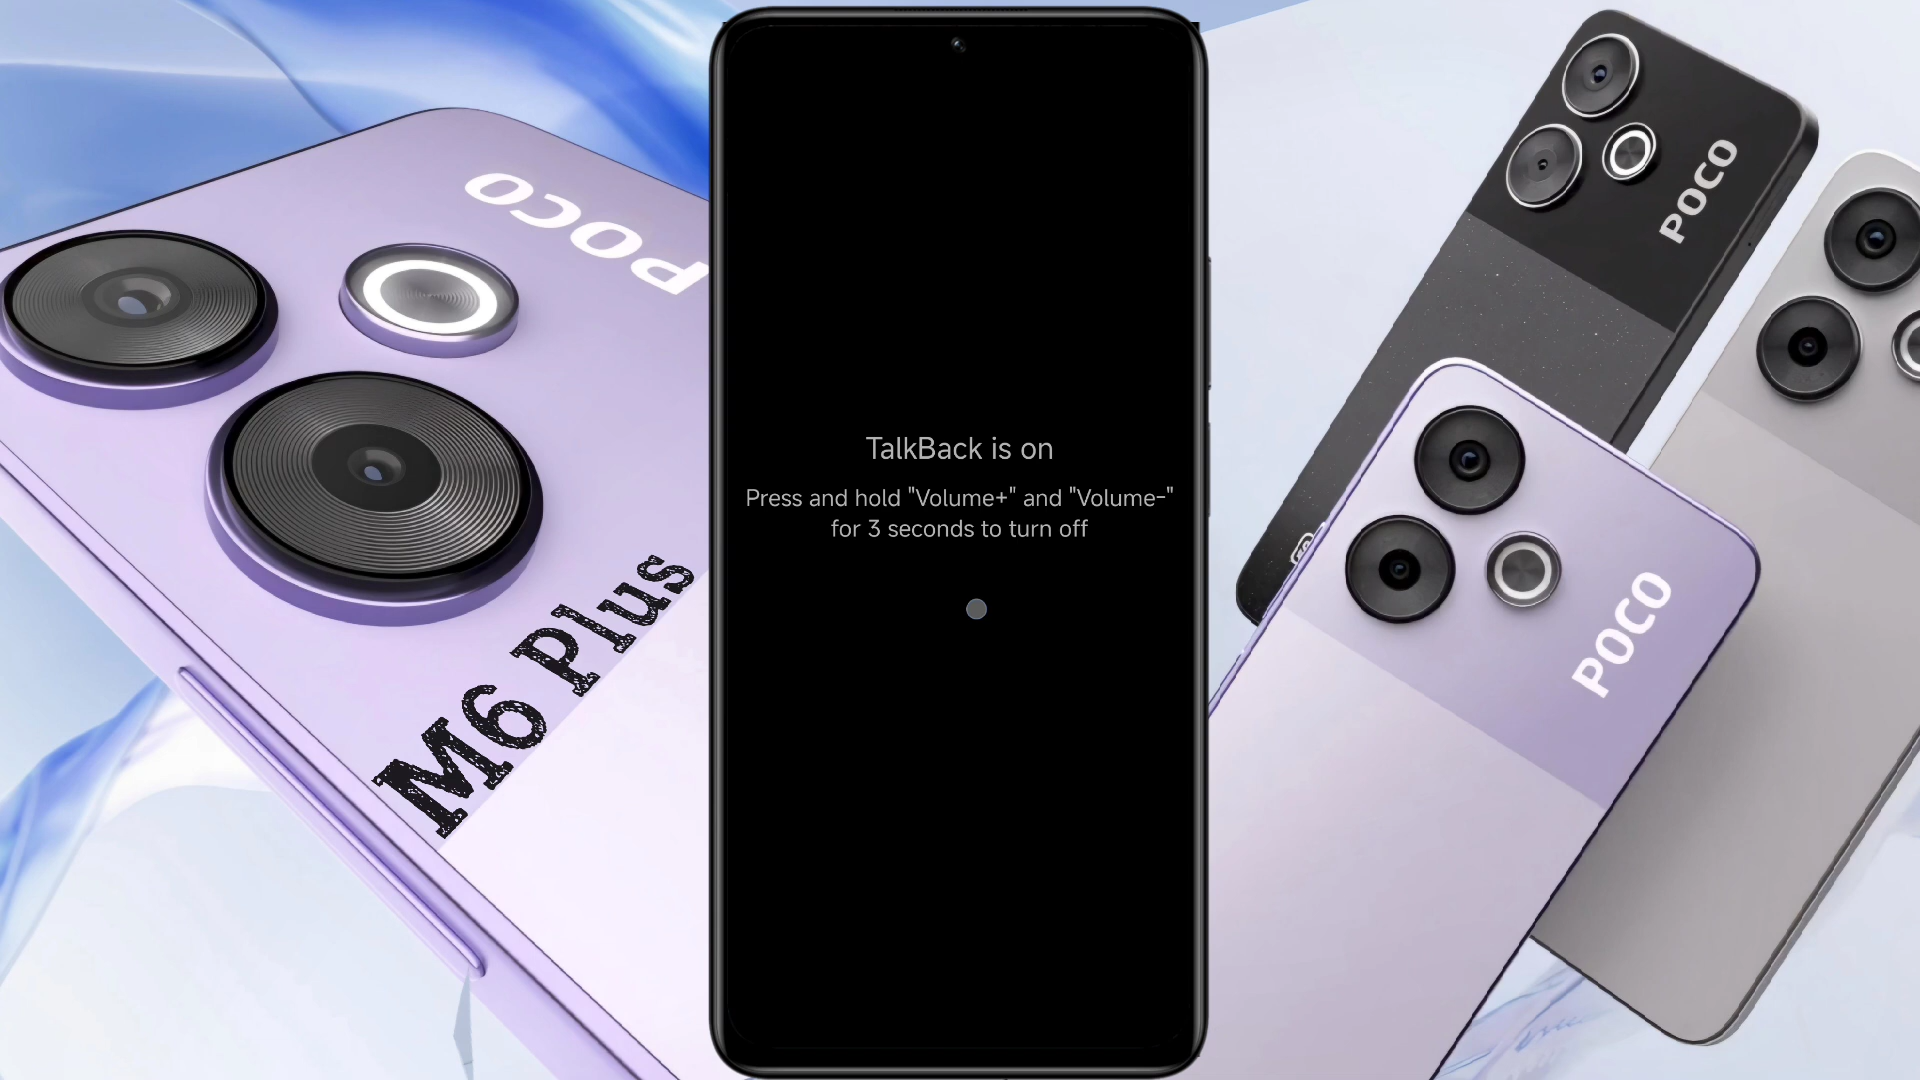 POCO
M6 Plus
TalkBack is on
Press and hold "Volume+" and "Volume-"
for 3 seconds to turn off
POCO
POCO